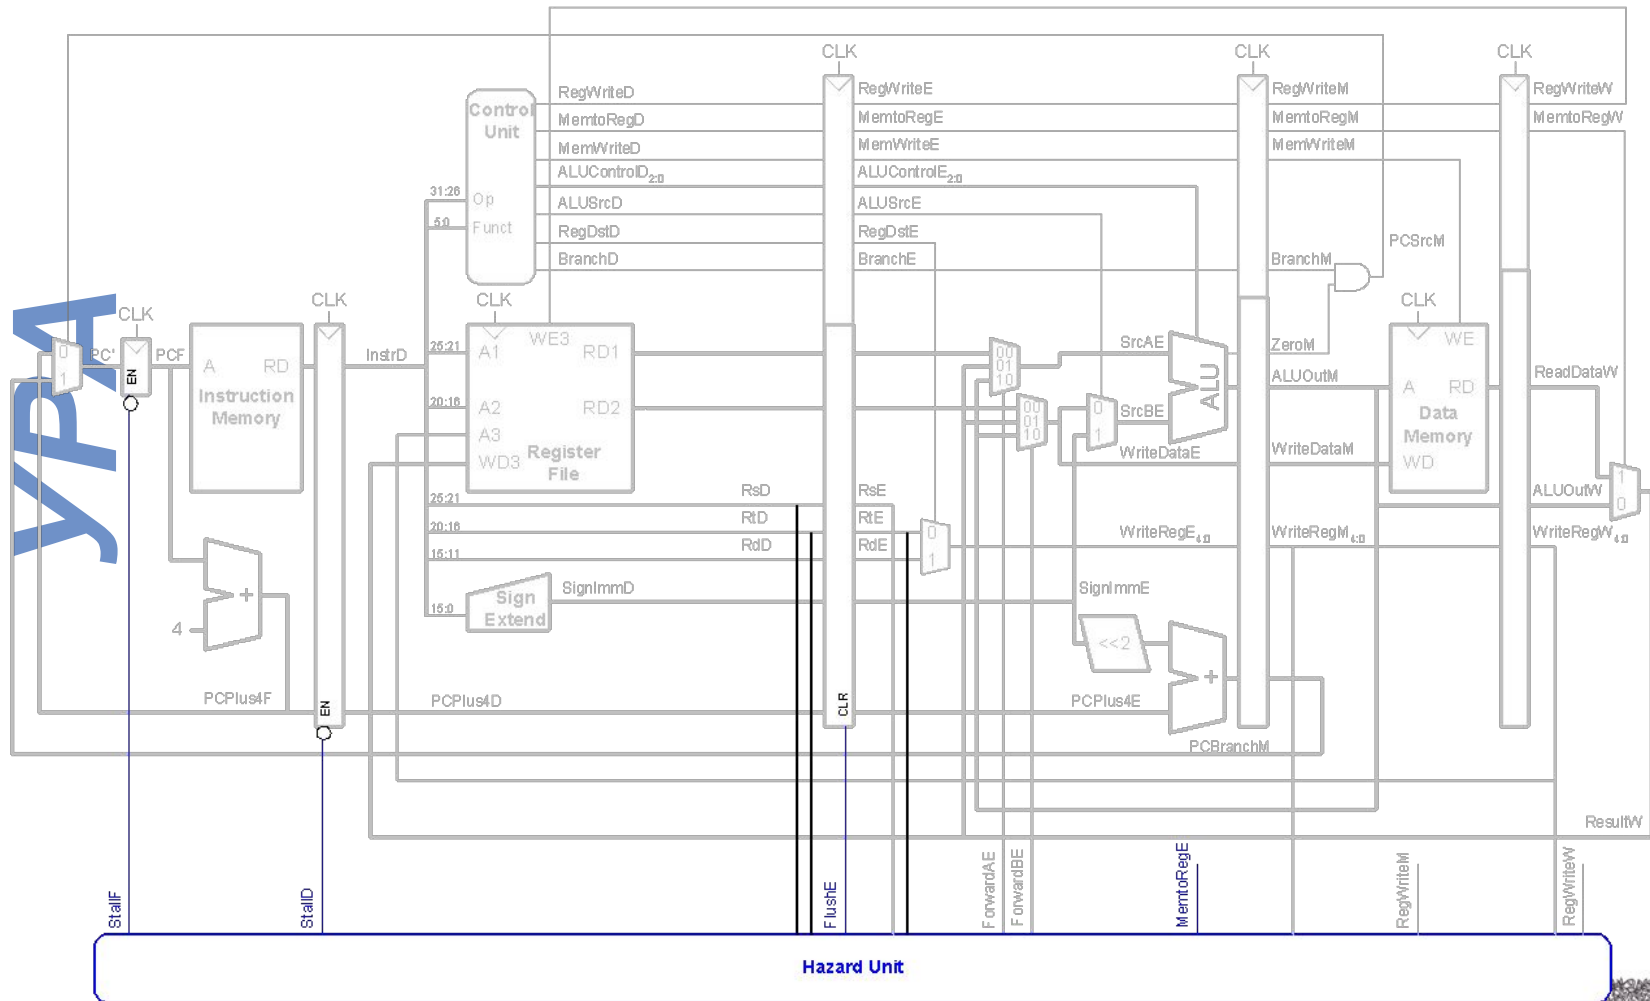 CLK
CLK
CLK
RegWriteD
RegWriteE
RegWriteM
RegWriteW
Control
Unit
MemtoRegD
MemtoRegE
MemtoRegM
MemtoRegW
MemWriteD
MemWriteE
MemWriteM
ALUControlD2:0
ALUControlE2:0
31:26
Op
ALUSrcD
ALUSrcE
5:0
Funct
RegDstD
RegDstE
PCSrcM
BranchD
BranchE
BranchM
CLK
CLK
CLK
CLK
0
1
PC'
EN
PCF
A
RD
Instruction
Memory
InstrD
25:21
A1
WE3
RD1
00
01
10
SrcAE
ALU
ZeroM
WE
ALUOutM
A
RD
ReadDataW
20:16
A2
RD2
00
01
10
0
1
SrcBE
Data
Memory
A3
WD3
Register
File
WriteDataE
WriteDataM
WD
1
0
25:21
RsD
RsE
ALUOutW
20:16
RtD
RtE
0
1
WriteRegE4:0
WriteRegM4:0
WriteRegW4:0
15:11
RdD
RdE
Sign
Extend
SignImmD
SignImmE
15:0
+
4
<<2
+
PCPlus4F
EN
PCPlus4D
CLR
PCPlus4E
PCBranchM
ResultW
StallF
StallD
FlushE
ForwardAE
ForwardBE
MemtoRegE
RegWriteM
RegWriteW
Hazard Unit